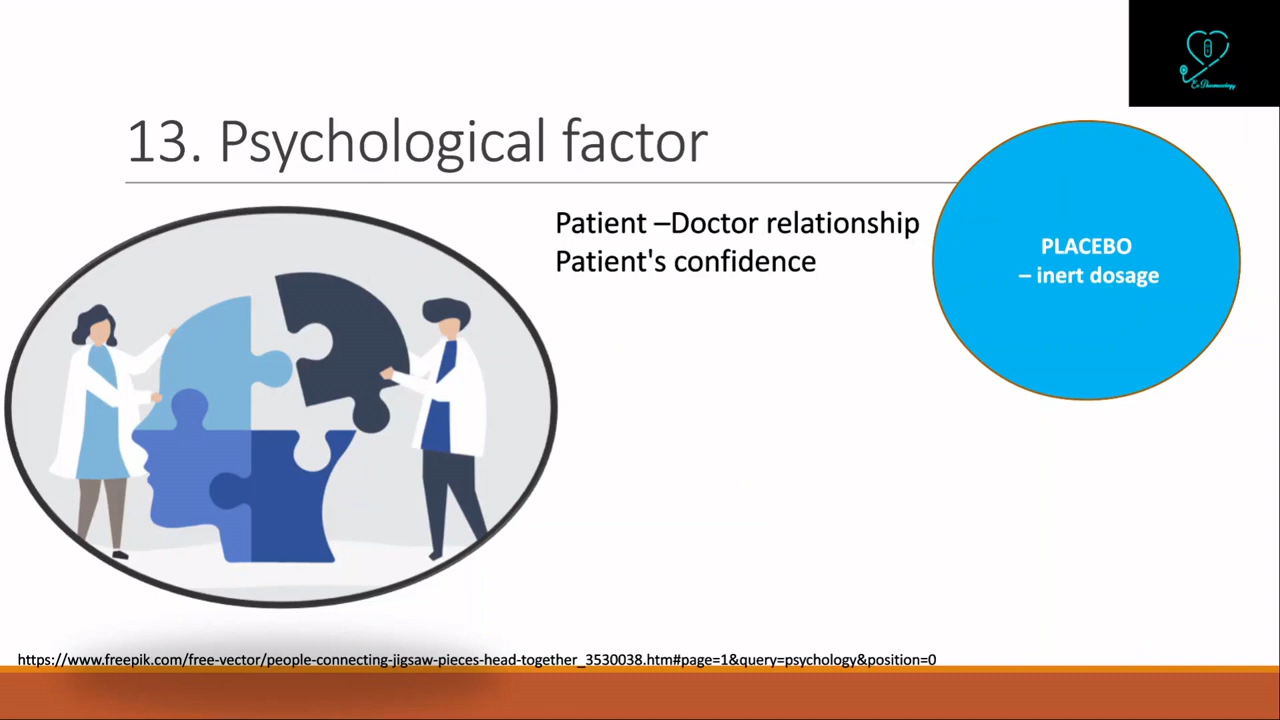 13. Psychological factor
Patient –Doctor relationship
Patient's confidence
PLACEBO
– inert dosage
https://www.freepik.com/free-vector/people-connecting-jigsaw-pieces-head-together_3530038.htm#page=1&query=psychology&position=0